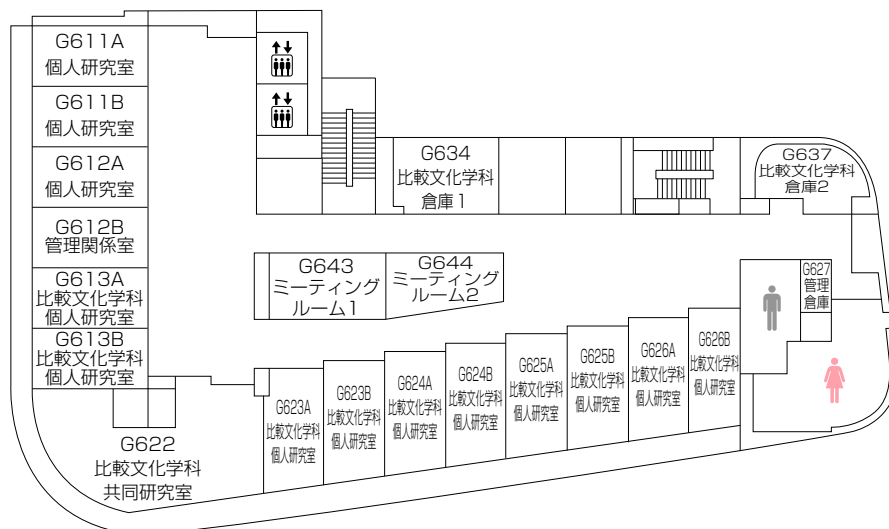 G611A
個人研究室
G611B
個人研究室
G612A
個人研究室
G612B
管理関係室
G613A
比較文化学科
個人研究室
G613B
比較文化学科
個人研究室
G622
比較文化学科
共同研究室
G634
比較文化学科
倉庫1
G637
比較文化学科
倉庫2
G643
ミーティング
ルーム1
G644
ミーティング
ルーム2
G627
管理
倉庫
G623A
比較文化学科
個人研究室
G623B
比較文化学科
個人研究室
G624A
比較文化学科
個人研究室
G624B
比較文化学科
個人研究室
G625A
比較文化学科
個人研究室
G625B
比較文化学科
個人研究室
G626A
比較文化学科
個人研究室
G626B
比較文化学科
個人研究室